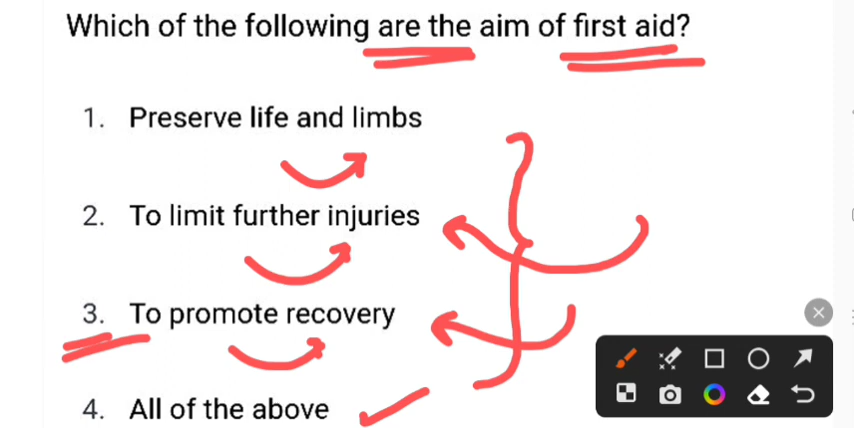 Which of the following are the aim of first aid?
1. Preserve life and limbs
2. To limit further injuries
3. To promote recovery
4. All of the above